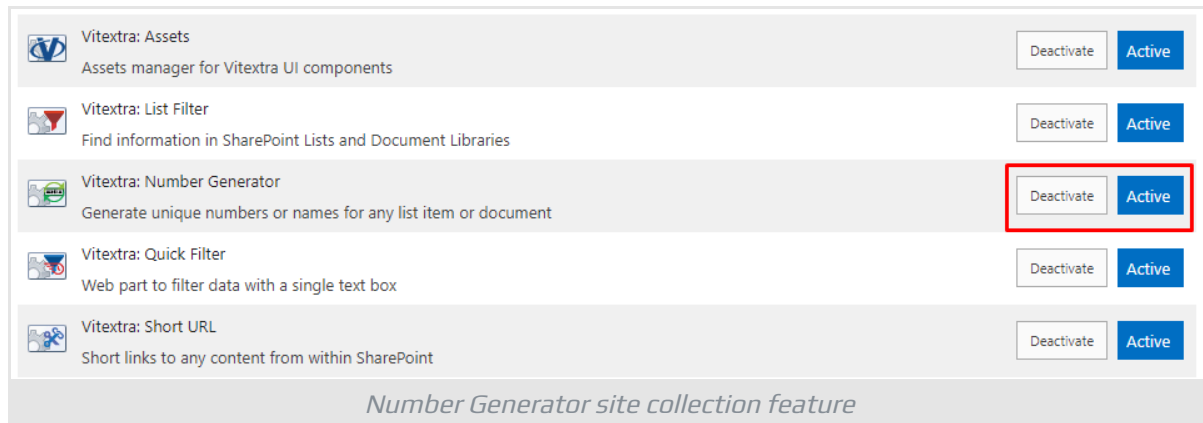 Vitextra: Assets
Assets manager for Vitextra UI components
Deactivate Active
Vitextra: List Filter
Find information in SharePoint Lists and Document Libraries
Deactivate Active
Vitextra: Number Generator
Generate unique numbers or names for any list item or document
Deactivate Active
Vitextra: Quick Filter
Web part to filter data with a single text box
Deactivate Active
Vitextra: Short URL
Short links to any content from within SharePoint
Deactivate Active
Number Generator site collection feature